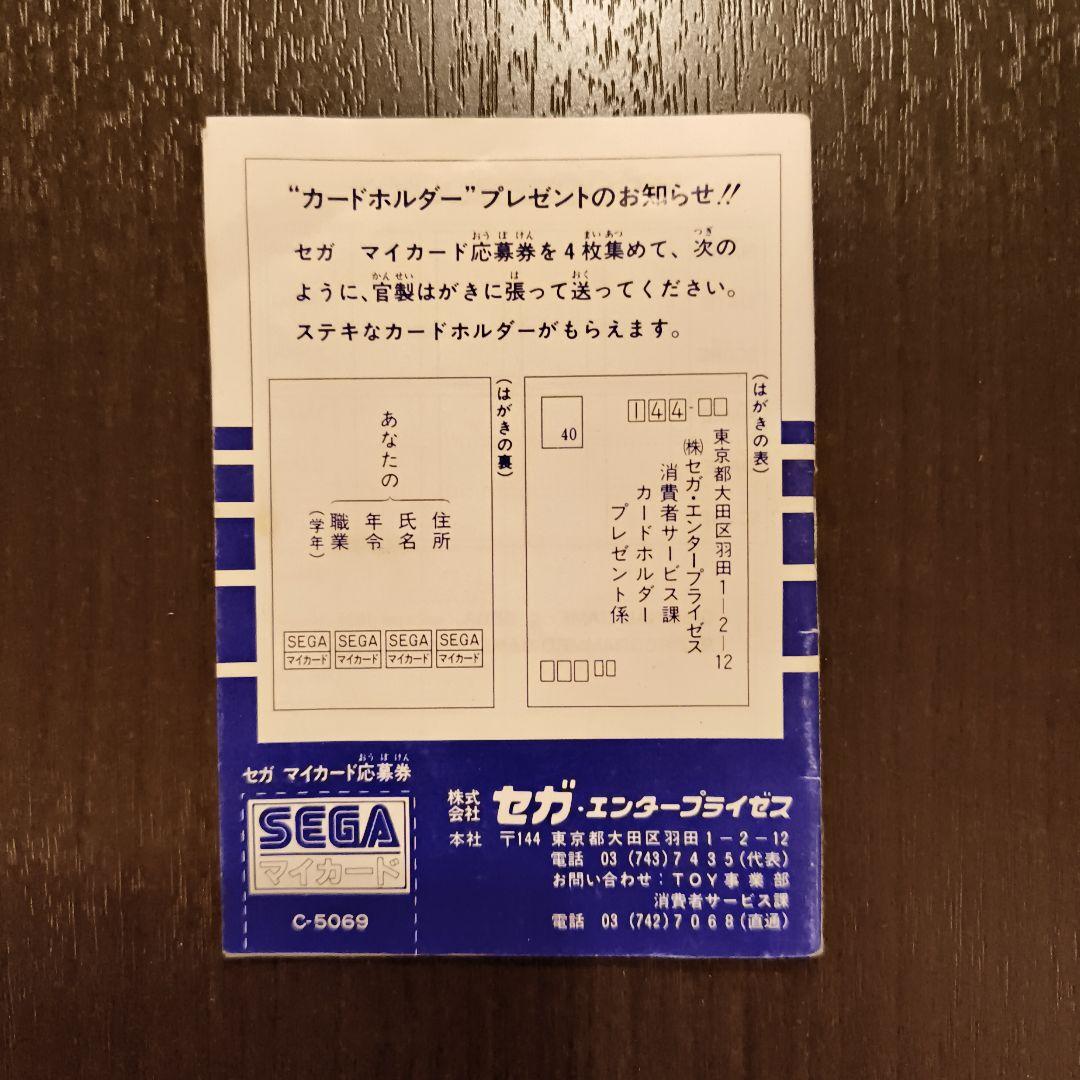 “カードホルダー”プレゼントのお知らせ!!
セガ マイカード応募券を4枚集めて、次の
ように、官製はがきに張って送ってください。
ステキなカードホルダーがもらえます。
(はがきの表)
40
144-
東京都大田区羽田1-2-12
㈱セガ・エンタープライゼス
消費者サービス課
カードホルダー
プレゼント係
(はがきの裏)
あなたの
住所
氏名
年令
職業
(学年)
SEGA マイカード
SEGA マイカード
SEGA マイカード
SEGA マイカード
セガ マイカード応募券
SEGA
マイカード
C-5069
株式会社 セガ・エンタープライゼス
本社 〒144 東京都大田区羽田1-2-12
電話 03 (743) 7435(代表)
お問い合わせ:TOY事業部
消費者サービス課
電話 03 (742) 7068(直通)